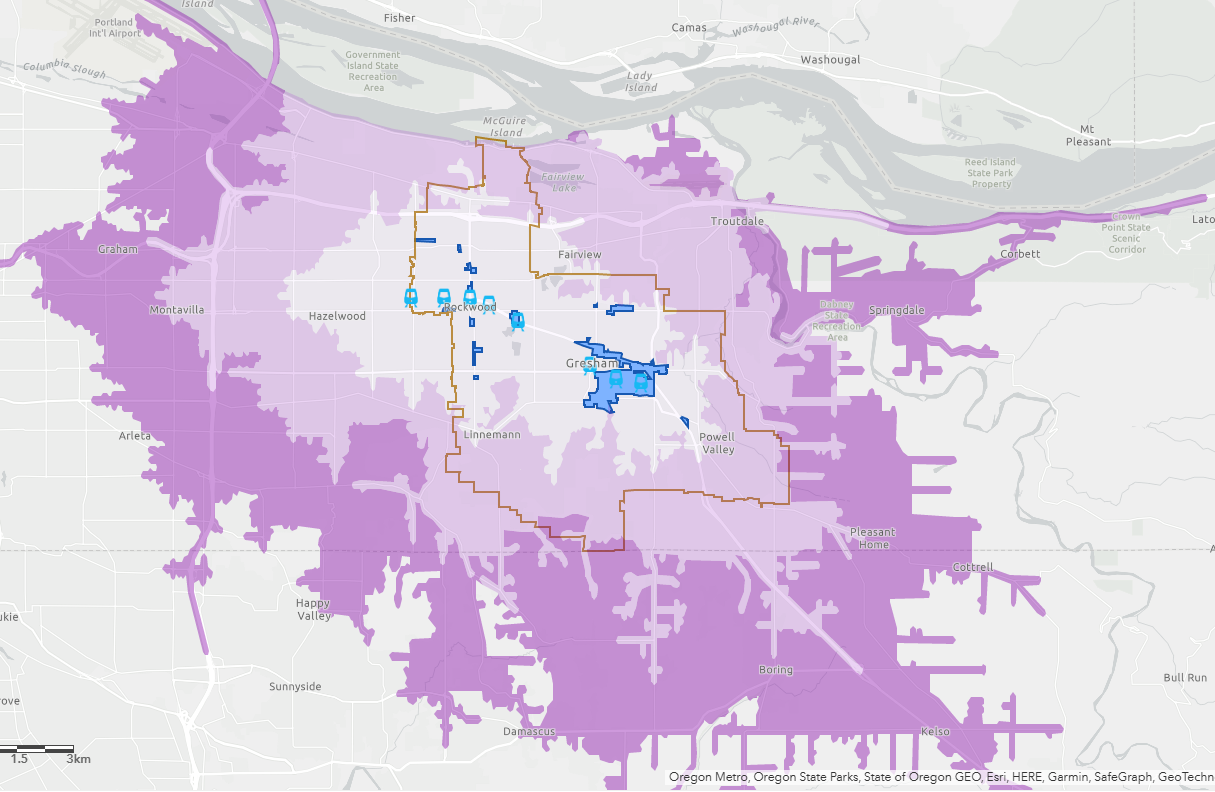 Island
Portland
Int'l Airport
Fisher
Camas
Washougal River
Washougal
Columbia Slough
Government
Island State
Recreation
Area
Lady
Island
McGuire
Island
Mt
Pleasant
Reed Island
State Park
Property
Fairview
Lake
Troutdale
Crown
Point State
Scenic
Corridor
Lato
Graham
Fairview
Corbett
Montavilla
Hazelwood
Rockwood
Dabney
State
Recreation
Area
Springdale
Gresham
Arleta
Linnemann
Powell
Valley
Pleasant
Home
A
Cottrell
Happy
Valley
ukie
Boring
Bull Run
Sunnyside
rove
Damascus
Kelso
1.5
3km
Oregon Metro, Oregon State Parks, State of Oregon GEO, Esri, HERE, Garmin, SafeGraph, GeoTechn